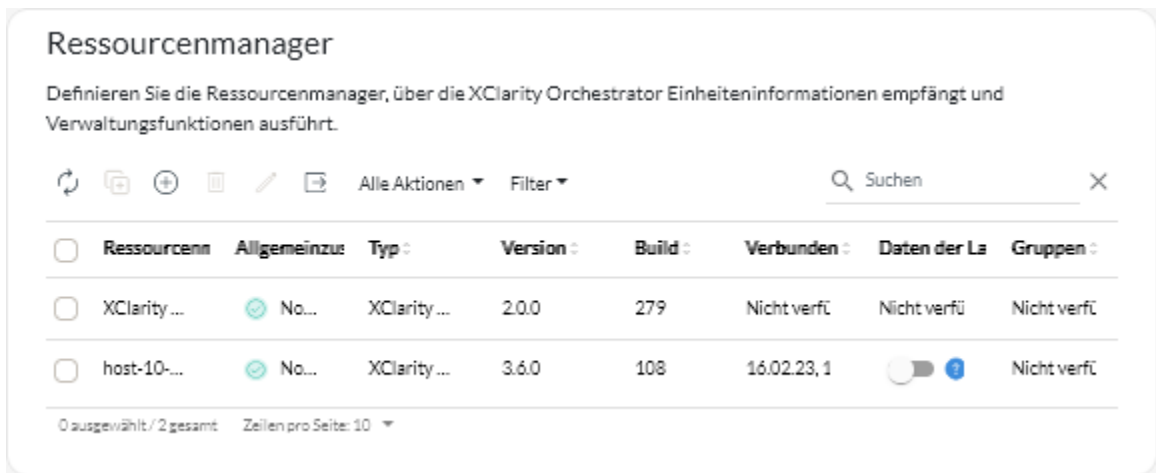 Ressourcenmanager
Definieren Sie die Ressourcenmanager, über die XClarity Orchestrator Einheiteninformationen empfängt und
Verwaltungsfunktionen ausführt.
Alle Aktionen Filter Suchen
Ressourcenm Allgemeinzus Typ Version Build Verbunden Daten der La Gruppen
XClarity ... No... XClarity ... 2.0.0 279 Nicht verfü Nicht verfü Nicht verfü
host-10-... No... XClarity ... 3.6.0 108 16.02.23, 1 ? Nicht verfü
0 ausgewählt / 2 gesamt Zeilen pro Seite: 10